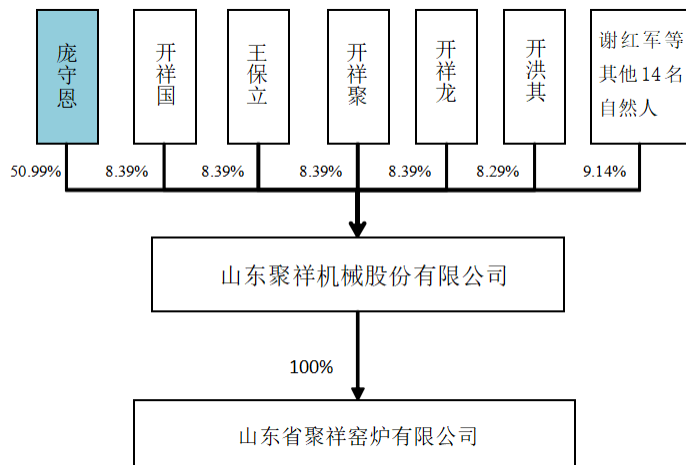 庞守恩
开祥国
王保立
开祥聚
开祥龙
开洪其
谢红军等
其他14名
自然人
50.99%
8.39%
8.39%
8.39%
8.39%
8.29%
9.14%
山东聚祥机械股份有限公司
100%
山东省聚祥窑炉有限公司